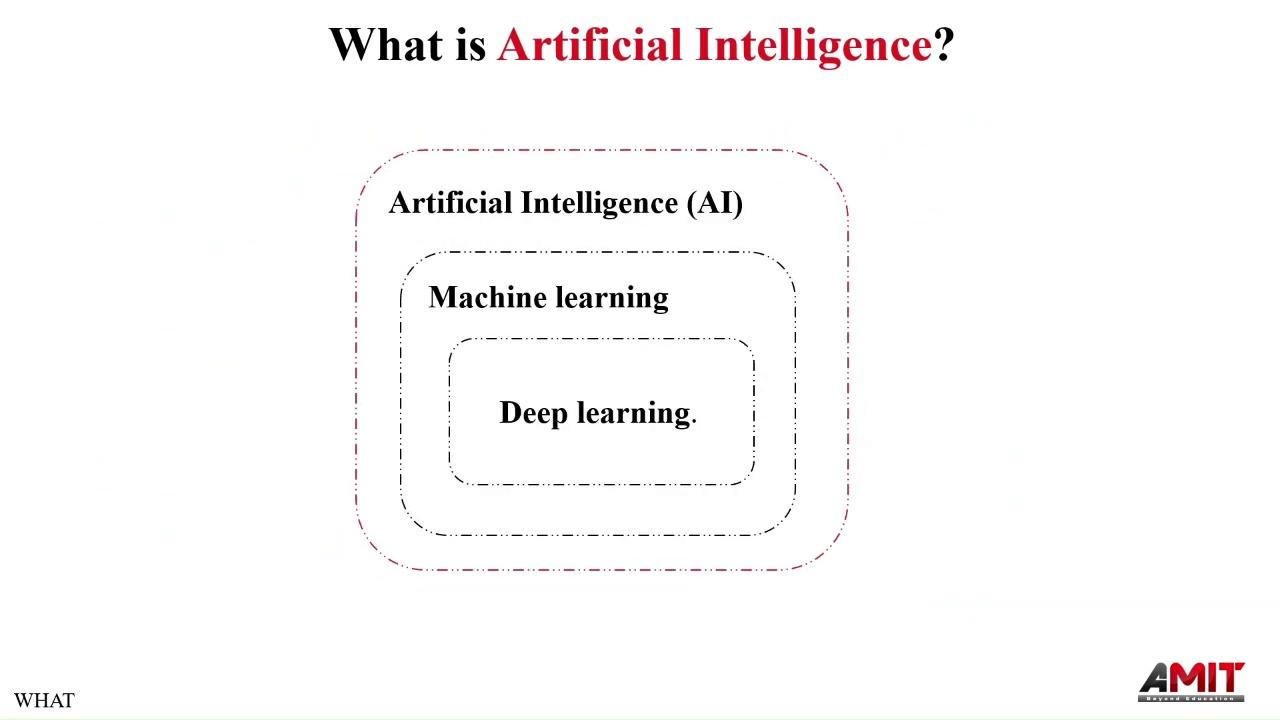 What is Artificial Intelligence?
Artificial Intelligence (AI)
Machine learning
Deep learning.
WHAT
AMIT
Beyond Education